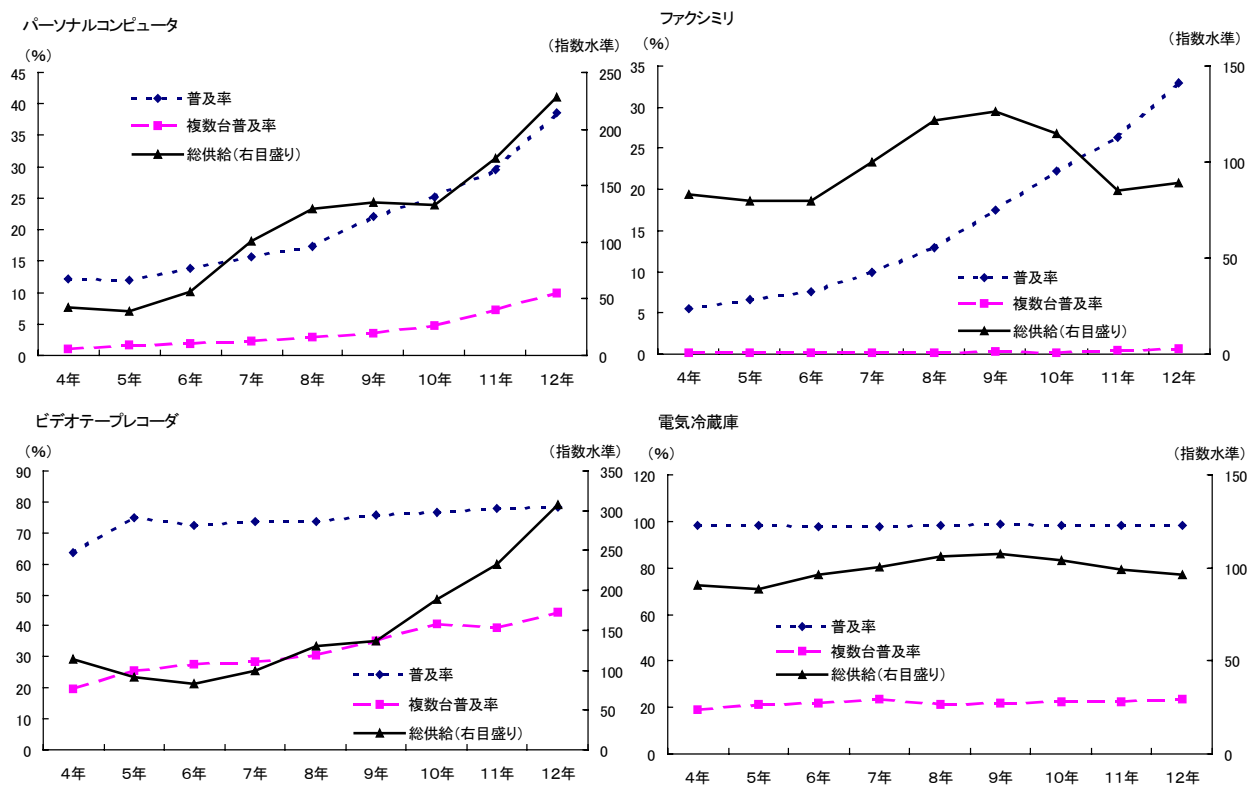 パーソナルコンピュータ
(%)
(指数水準)
45
40
35
30
25
20
15
10
5
0
250
200
150
100
50
0
普及率
複数台普及率
総供給(右目盛り)
4年 5年 6年 7年 8年 9年 10年 11年 12年
ファクシミリ
(%)
(指数水準)
35
30
25
20
15
10
5
0
150
100
50
0
普及率
複数台普及率
総供給(右目盛り)
4年 5年 6年 7年 8年 9年 10年 11年 12年
ビデオテープレコーダ
(%)
(指数水準)
90
80
70
60
50
40
30
20
10
0
350
300
250
200
150
100
50
0
普及率
複数台普及率
総供給(右目盛り)
4年 5年 6年 7年 8年 9年 10年 11年 12年
電気冷蔵庫
(%)
(指数水準)
120
100
80
60
40
20
0
150
100
50
0
普及率
複数台普及率
総供給(右目盛り)
4年 5年 6年 7年 8年 9年 10年 11年 12年